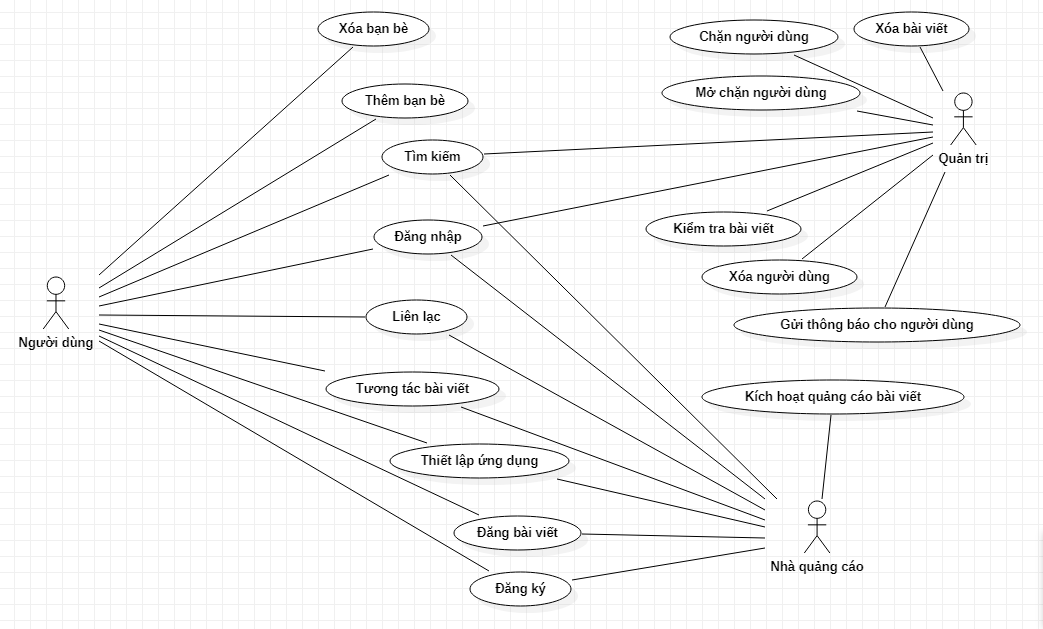 Xóa bạn bè
Chặn người dùng
Xóa bài viết
Thêm bạn bè
Mở chặn người dùng
Tìm kiếm
Quản trị
Đăng nhập
Kiểm tra bài viết
Xóa người dùng
Liên lạc
Gửi thông báo cho người dùng
Người dùng
Tương tác bài viết
Kích hoạt quảng cáo bài viết
Thiết lập ứng dụng
Đăng bài viết
Nhà quảng cáo
Đăng ký